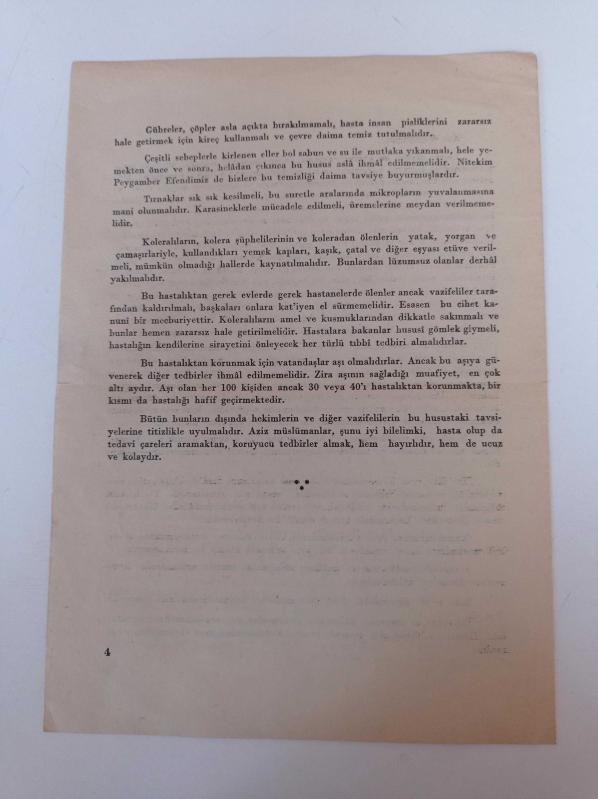 Gübreler, çöpler asla açıkta bırakılmamalı, hasta insan pisliklerini zararsız
hale getirmek için kireç kullanmalı ve çevre daima temiz tutulmalıdır.
Çeşitli sebeplerle kirlenen eller bol sabun ve su ile mutlaka yıkanmalı, hele ye-
mekten önce ve sonra, helâdan çıkınca bu husus aslâ ihmâl edilmemelidir. Nitekim
Peygamber Efendimiz de bizlere bu temizliği daima tavsiye buyurmuşlardır.
Tırnaklar sık sık kesilmeli, bu suretle aralarında mikropların yuvalanmasına
mani olunmalıdır. Karasineklerle mücadele edilmeli, üremelerine meydan verilmeme-
lidir.
Koleralıların, kolera şüphelilerinin ve koleradan ölenlerin yatak, yorgan ve
çamaşırlariyle, kullandıkları yemek kapları, kaşık, çatal ve diğer eşyası etüve veril-
meli, mümkün olmadığı hallerde kaynatılmalıdır. Bunlardan lüzumsuz olanlar derhâl
yakılmalıdır.
Bu hastalıktan gerek evlerde gerek hastanelerde ölenler ancak vazifeliler tara-
fından kaldırılmalı, başkaları onlara kat'iyen el sürmemelidir. Esasen bu cihet ka-
nunî bir mecburiyettir. Koleralıların amel ve kusmuklarından dikkatle sakınmalı ve
bunlar hemen zararsız hale getirilmelidir. Hastalara bakanlar hususî gömlek giymeli,
hastalığın kendilerine sirayetini önleyecek her türlü tıbbî tedbiri almalıdırlar.
Bu hastalıktan korunmak için vatandaşlar aşı olmalıdırlar. Ancak bu aşıya gü-
venerek diğer tedbirler ihmâl edilmemelidir. Zira aşının sağladığı muafiyet, en çok
altı aydır. Aşı olan her 100 kişiden ancak 30 veya 40'ı hastalıktan korunmakta, bir
kısmı da hastalığı hafif geçirmektedir.
Bütün bunların dışında hekimlerin ve diğer vazifelilerin bu husustaki tavsi-
yelerine titizlikle uyulmalıdır. Aziz müslümanlar, şunu iyi bilelimki, hasta olup da
tedavi çareleri aramaktan, koruyucu tedbirler almak, hem hayırlıdır, hem de ucuz
ve kolaydır.
4